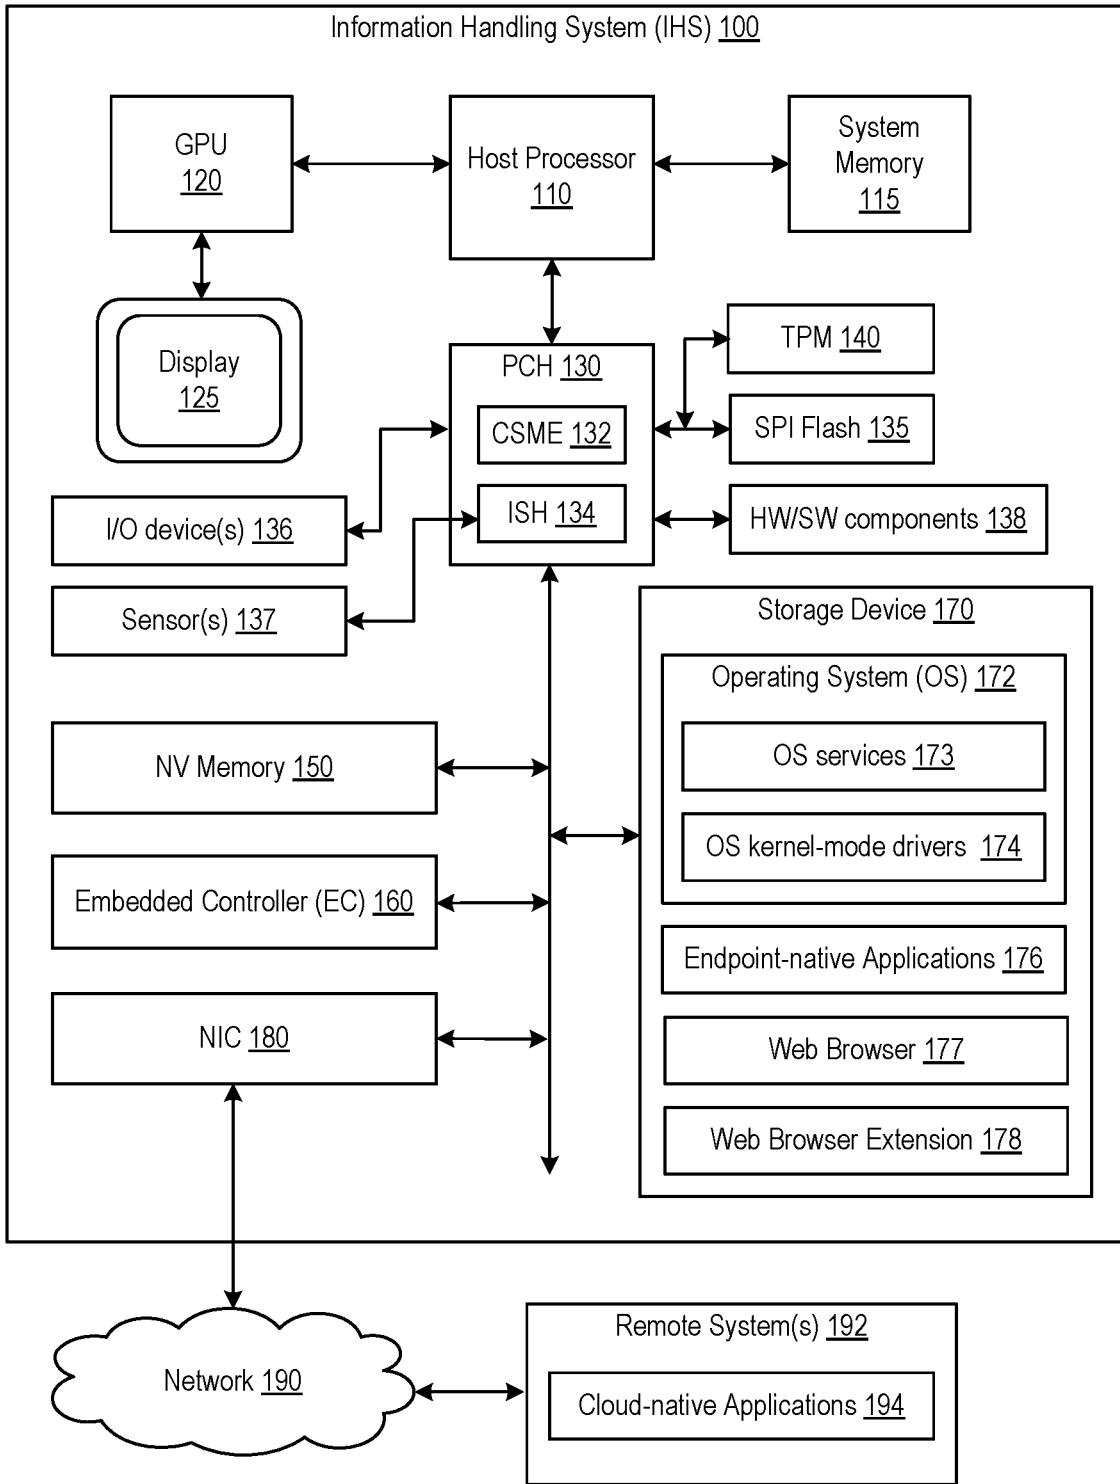 Information Handling System (IHS) 100
GPU
120
Host Processor
110
System
Memory
115
Display
125
PCH 130
CSME 132
ISH 134
TPM 140
SPI Flash 135
HW/SW components 138
I/O device(s) 136
Sensor(s) 137
Storage Device 170
Operating System (OS) 172
OS services 173
OS kernel-mode drivers 174
Endpoint-native Applications 176
Web Browser 177
Web Browser Extension 178
NV Memory 150
Embedded Controller (EC) 160
NIC 180
Network 190
Remote System(s) 192
Cloud-native Applications 194